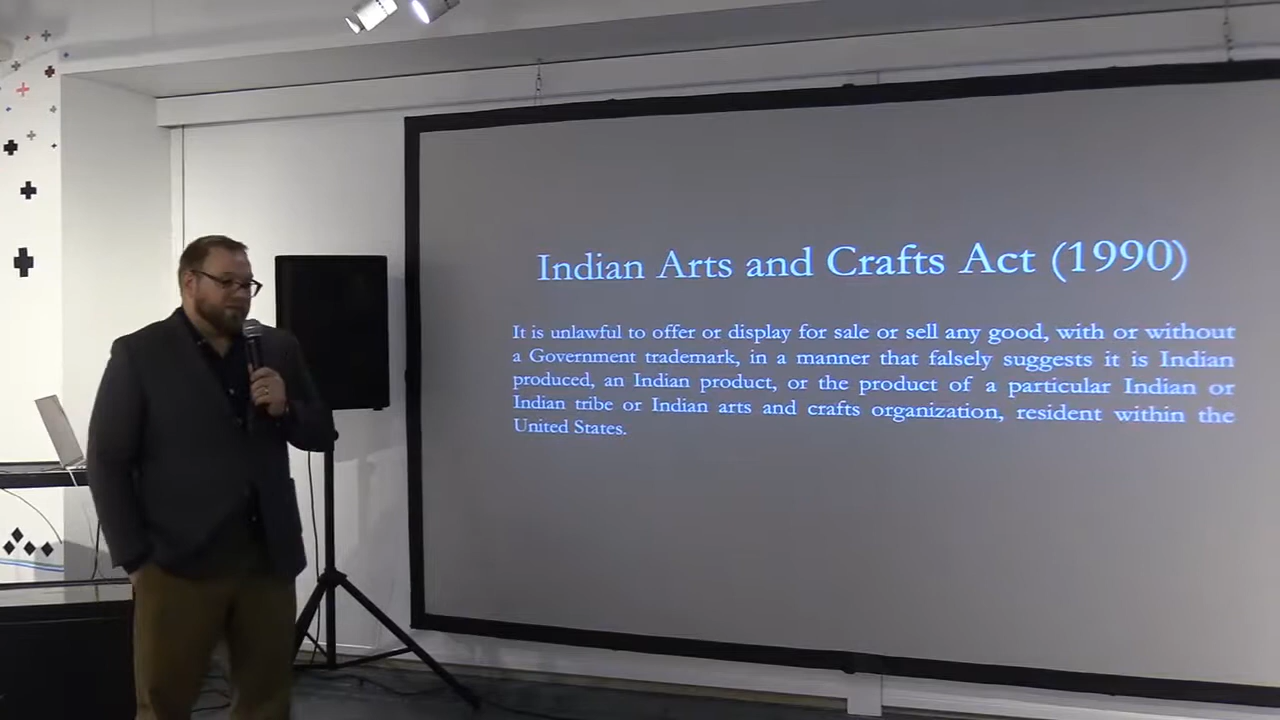 Indian Arts and Crafts Act (1990)
It is unlawful to offer or display for sale or sell any good, with or without
a Government trademark, in a manner that falsely suggests it is Indian
produced, an Indian product, or the product of a particular Indian or
Indian tribe or Indian arts and crafts organization, resident within the
United States.